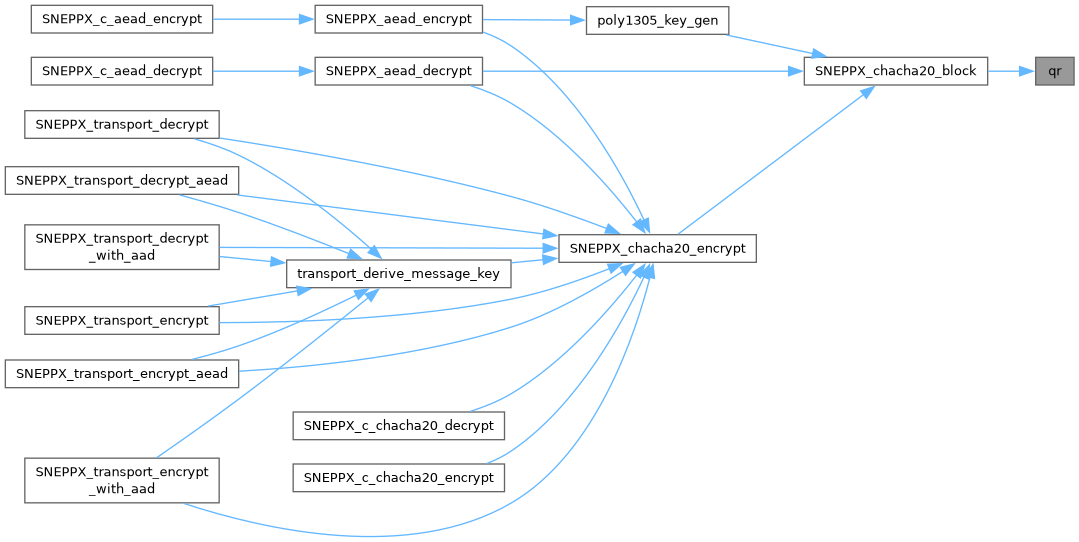 SNEPPX_c_aead_encrypt
SNEPPX_aead_encrypt
poly1305_key_gen
SNEPPX_c_aead_decrypt
SNEPPX_aead_decrypt
SNEPPX_chacha20_block
qr
SNEPPX_transport_decrypt
SNEPPX_transport_decrypt_aead
SNEPPX_transport_decrypt
_with_aad
SNEPPX_chacha20_encrypt
transport_derive_message_key
SNEPPX_transport_encrypt
SNEPPX_transport_encrypt_aead
SNEPPX_c_chacha20_decrypt
SNEPPX_c_chacha20_encrypt
SNEPPX_transport_encrypt
_with_aad